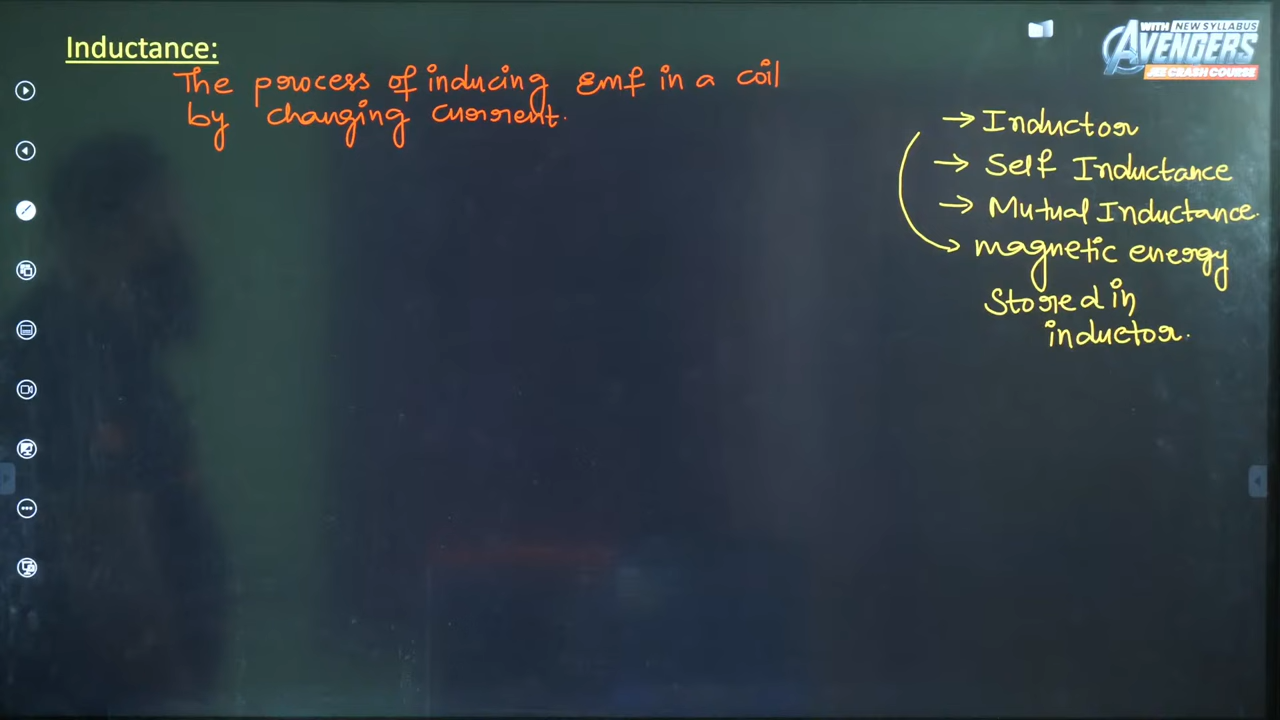 Inductance:
The process of inducing Emf in a coil
by changing current.
WITH NEW SYLLABUS
AVENGERS
JEE CRASH COURSE
→ Inductor
→ Self Inductance
→ Mutual Inductance.
→ magnetic energy
Stored in
inductor.